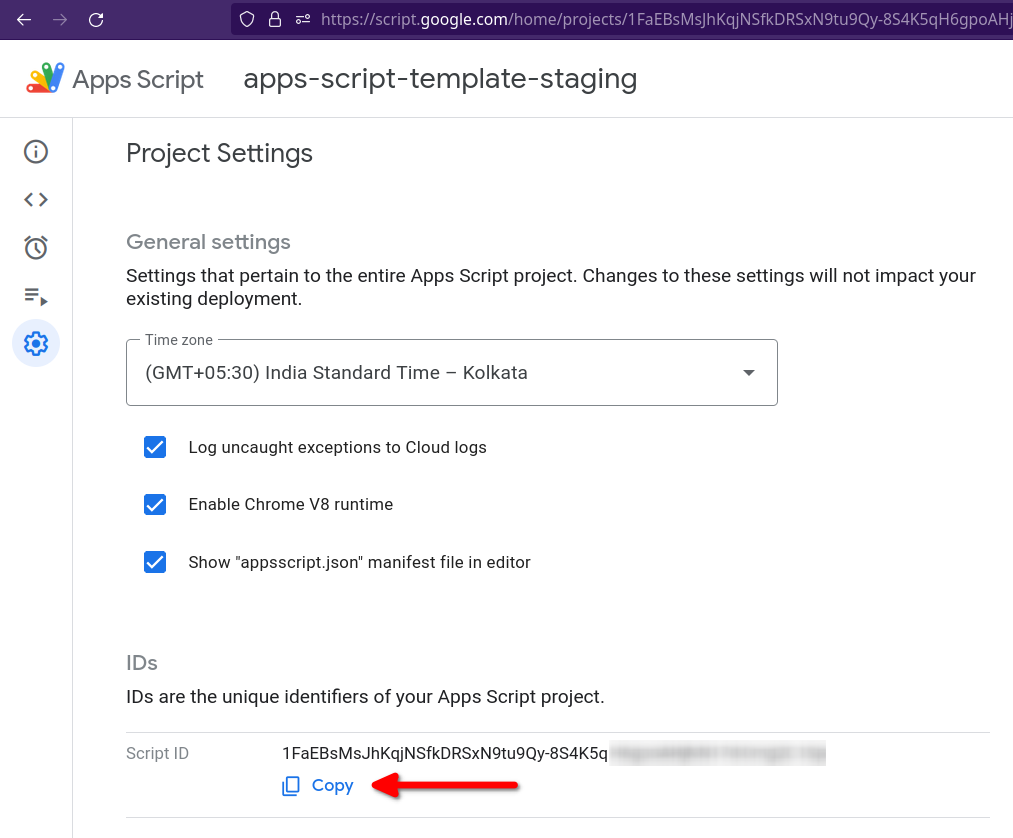 https://script.google.com/home/projects/1FaEBsMsJhKqjNSfkDRSxN9tu9Qy-8S4K5qH6gpoAHj
Apps Script
apps-script-template-staging
Project Settings
General settings
Settings that pertain to the entire Apps Script project. Changes to these settings will not impact your
existing deployment.
Time zone
(GMT+05:30) India Standard Time – Kolkata
Log uncaught exceptions to Cloud logs
Enable Chrome V8 runtime
Show "appsscript.json" manifest file in editor
IDs
IDs are the unique identifiers of your Apps Script project.
Script ID
1FaEBsMsJhKqjNSfkDRSxN9tu9Qy-8S4K5q
Copy